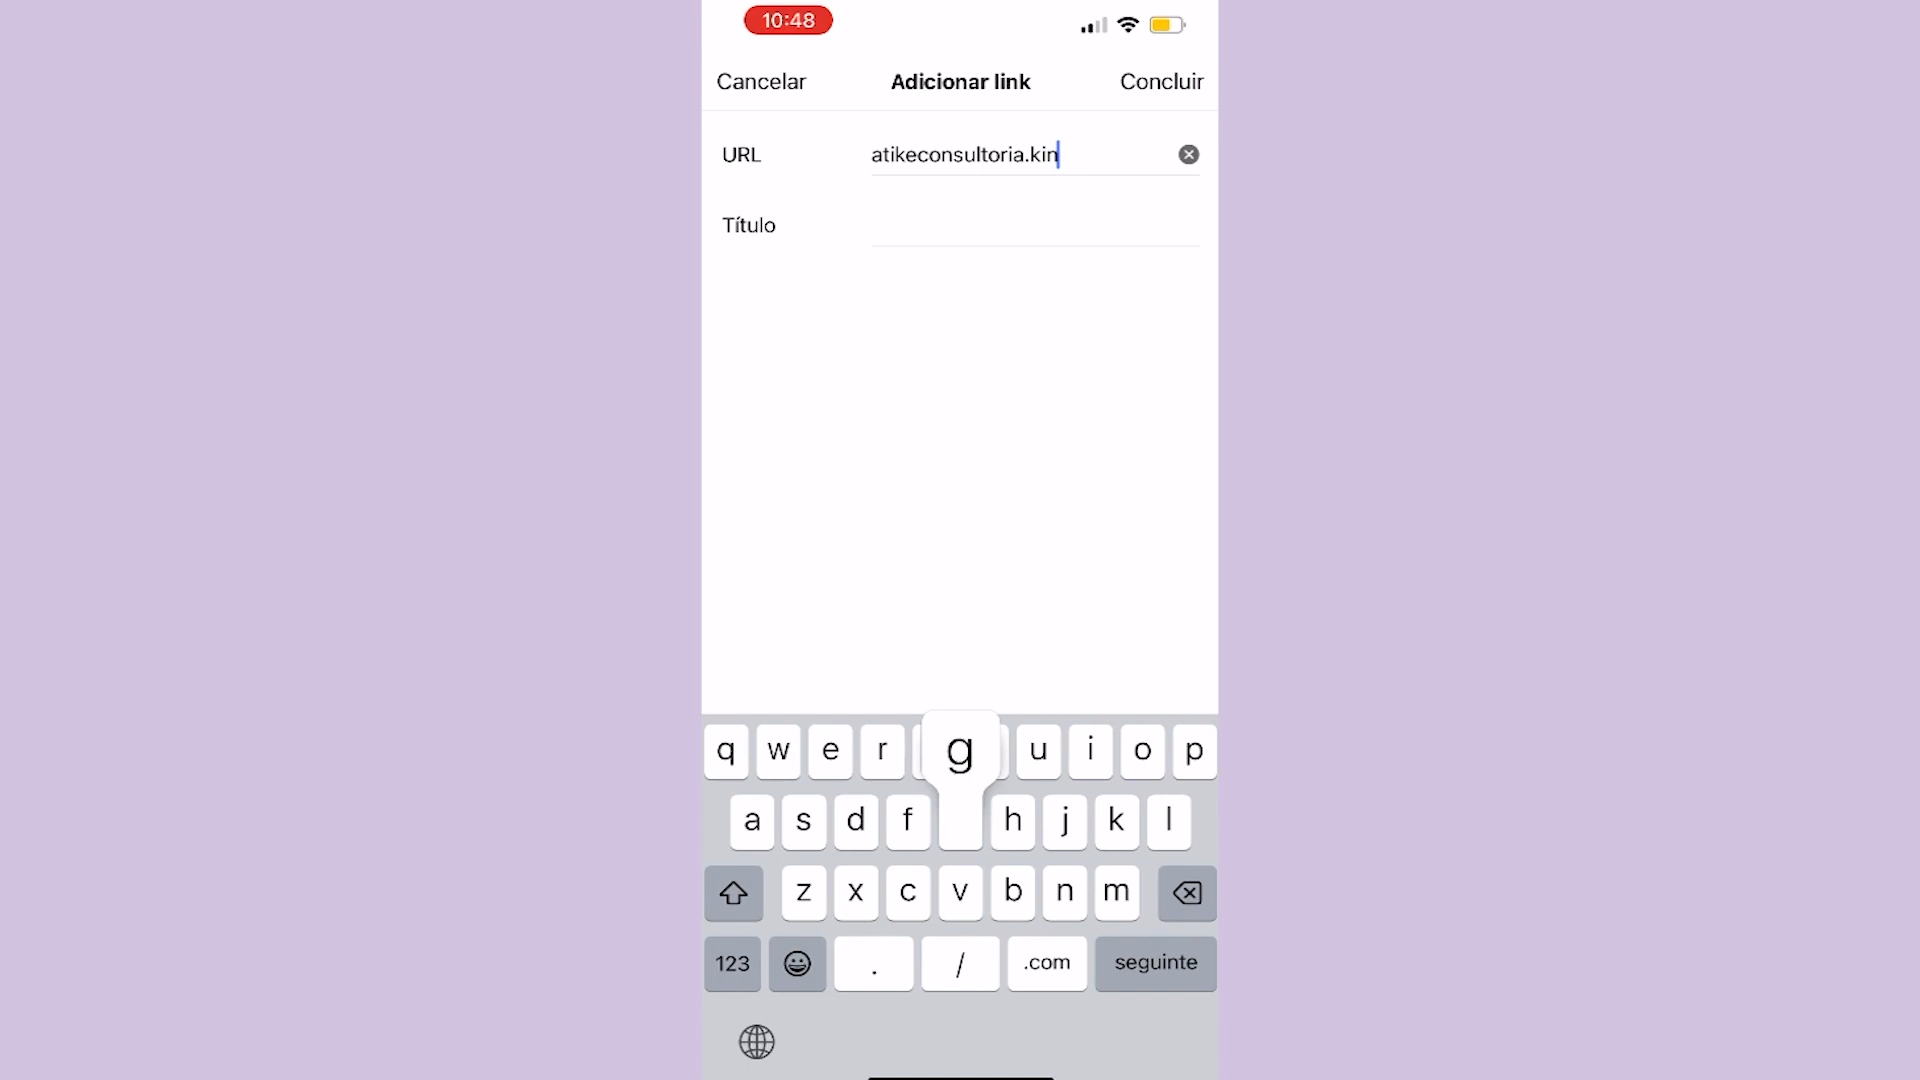 10:48
Cancelar Adicionar link Concluir
URL atikeconsultoria.kin
Título
q w e r g u i o p
a s d f h j k l
z x c v b n m
123 . / .com seguinte